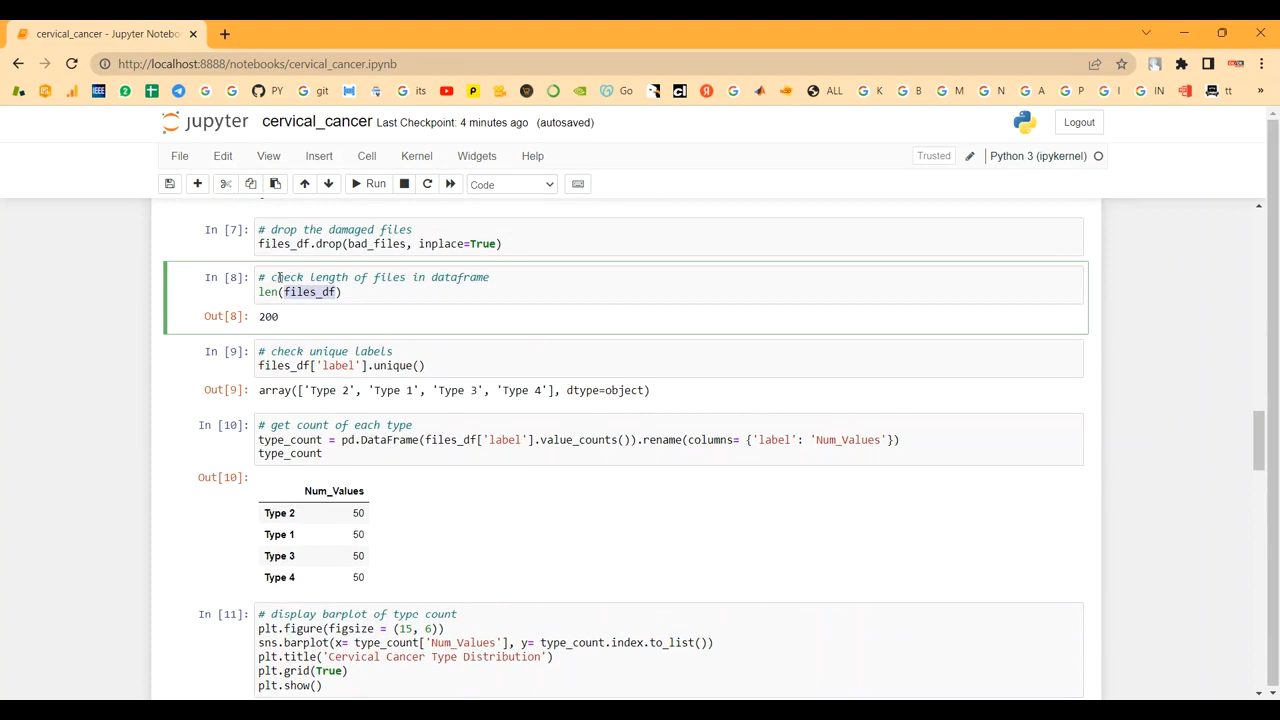 cervical_cancer - Jupyter Notebo
http://localhost:8888/notebooks/cervical_cancer.ipynb
PY
git
its
Go
ALL
K
B
M
N
A
P
I
IN
tt
»
jupyter cervical_cancer Last Checkpoint: 4 minutes ago (autosaved)
Logout
File Edit View Insert Cell Kernel Widgets Help
Trusted Python 3 (ipykernel)
Run
Code
In [7]: # drop the damaged files
files_df.drop(bad_files, inplace=True)
In [8]: # check length of files in dataframe
len(files_df)
Out[8]: 200
In [9]: # check unique labels
files_df['label'].unique()
Out[9]: array(['Type 2', 'Type 1', 'Type 3', 'Type 4'], dtype=object)
In [10]: # get count of each type
type_count = pd.DataFrame(files_df['label'].value_counts()).rename(columns= {'label': 'Num_Values'})
type_count
Out[10]:
Num_Values
Type 2 50
Type 1 50
Type 3 50
Type 4 50
In [11]: # display barplot of type count
plt.figure(figsize = (15, 6))
sns.barplot(x= type_count['Num_Values'], y= type_count.index.to_list())
plt.title('Cervical Cancer Type Distribution')
plt.grid(True)
plt.show()